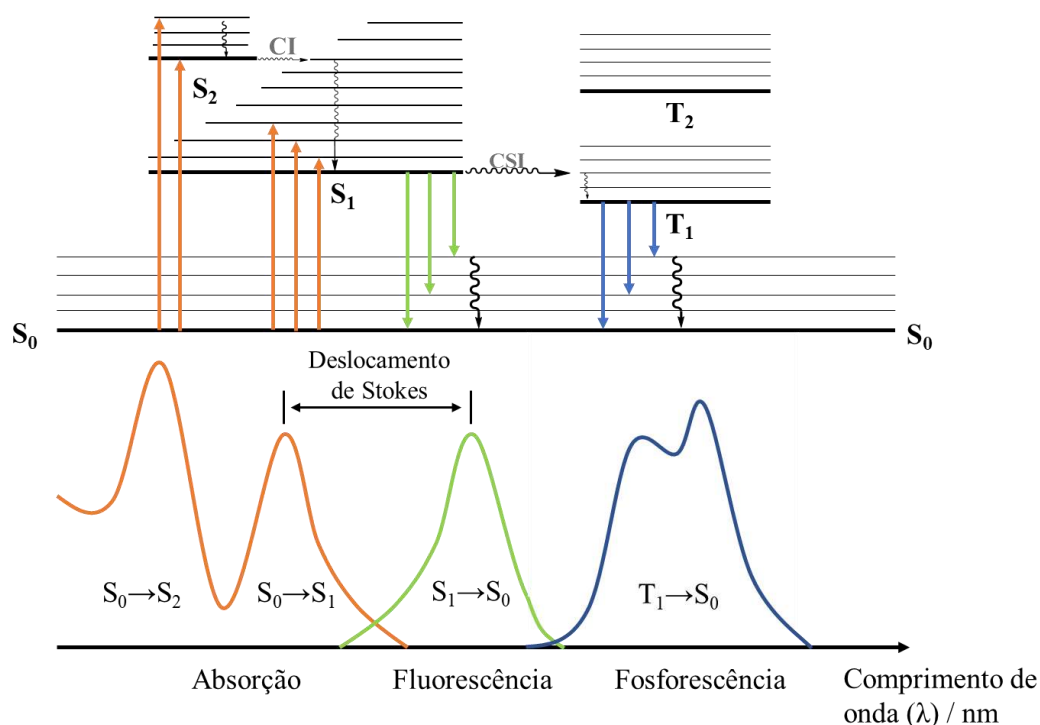 CI
S₂
T₂
CSI
S₁
T₁
S₀
S₀
Deslocamento
de Stokes
S₀→S₂
S₀→S₁
S₁→S₀
T₁→S₀
Absorção
Fluorescência
Fosforescência
Comprimento de
onda (λ) / nm